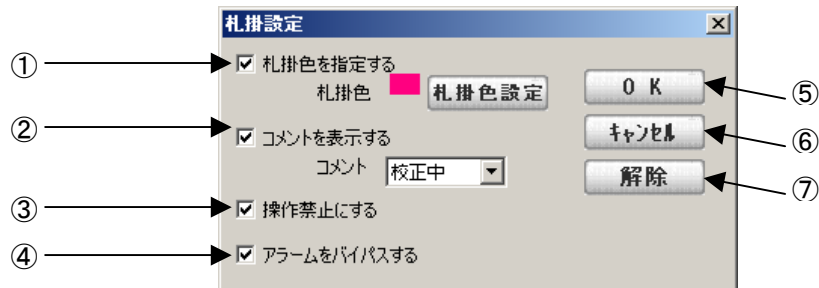 札掛設定
① 札掛色を指定する
札掛色 札掛色設定 OK ⑤
② コメントを表示する キャンセル ⑥
コメント 校正中 解除 ⑦
③ 操作禁止にする
④ アラームをバイパスする